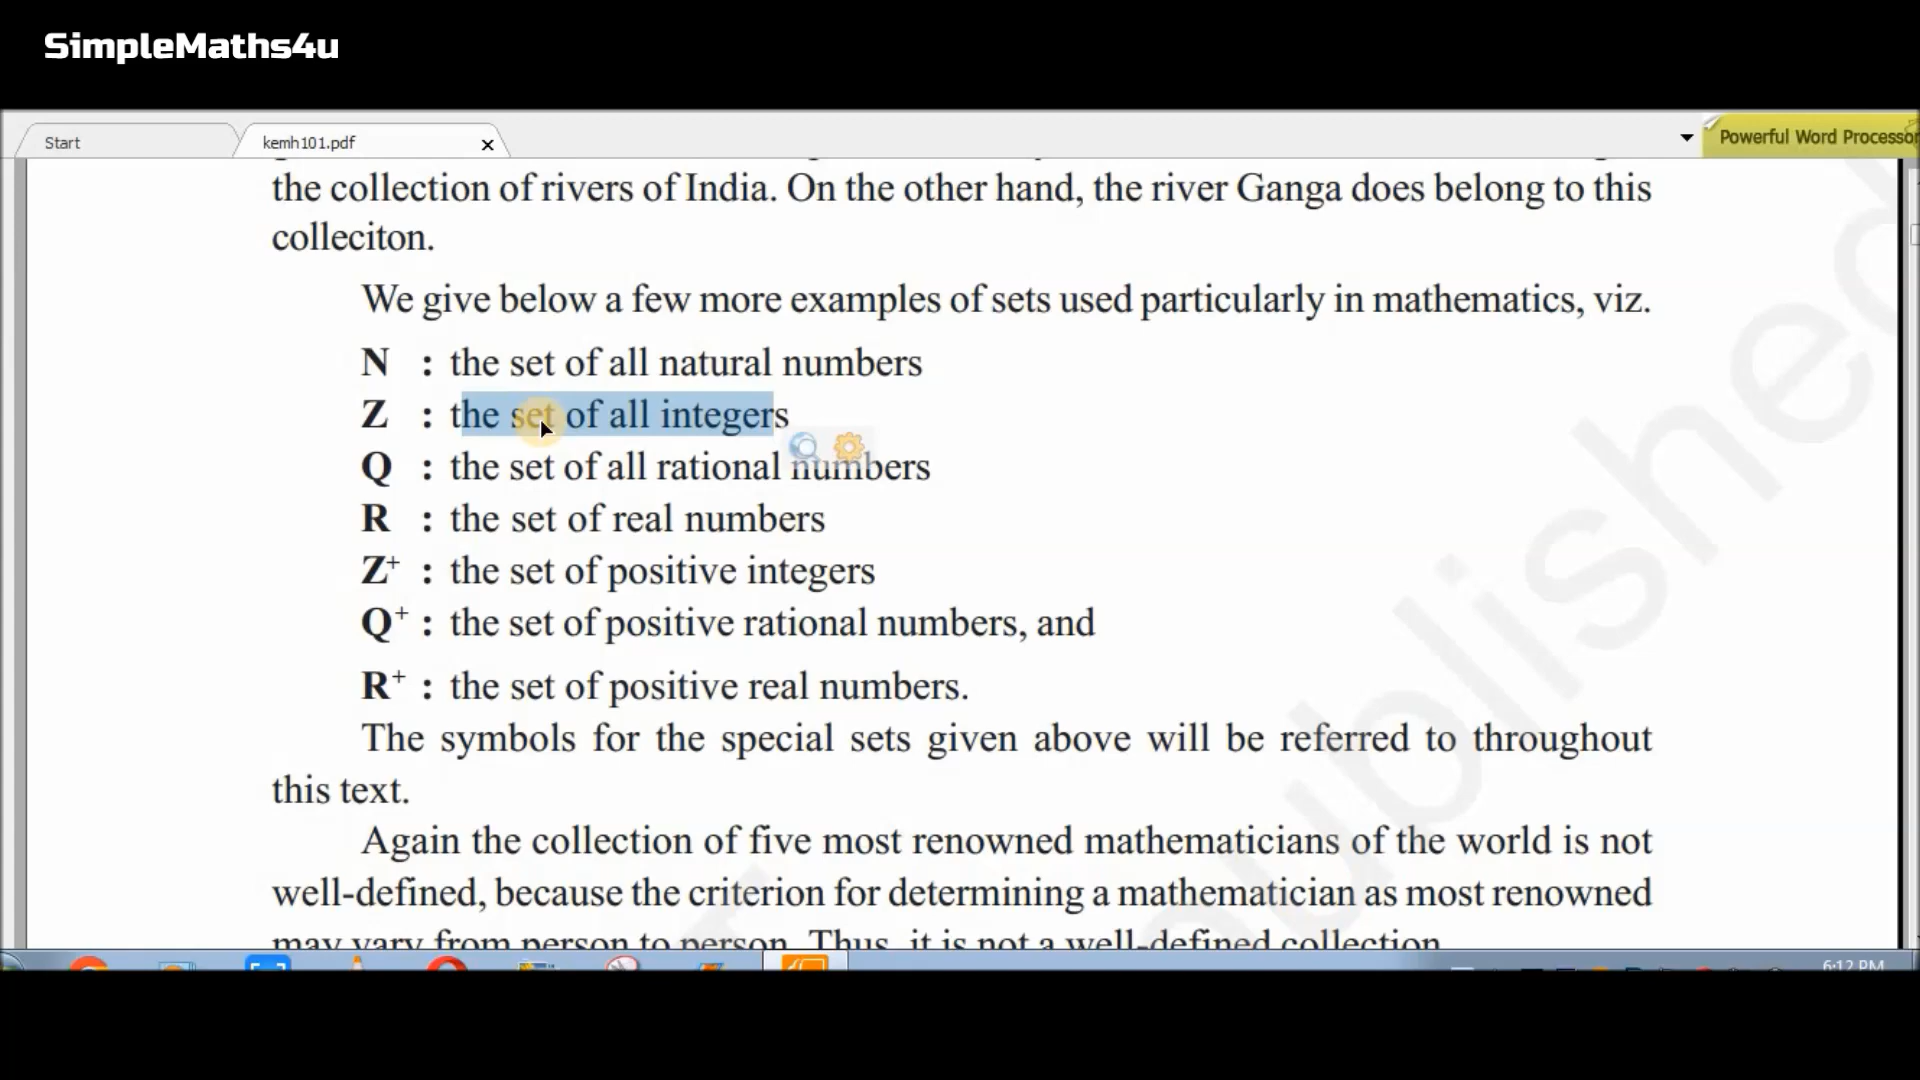 SimpleMaths4u
Start
kemh101.pdf
Powerful Word Processor
the collection of rivers of India. On the other hand, the river Ganga does belong to this
colleciton.
We give below a few more examples of sets used particularly in mathematics, viz.
N : the set of all natural numbers
Z : the set of all integers
Q : the set of all rational numbers
R : the set of real numbers
Z⁺ : the set of positive integers
Q⁺ : the set of positive rational numbers, and
R⁺ : the set of positive real numbers.
The symbols for the special sets given above will be referred to throughout
this text.
Again the collection of five most renowned mathematicians of the world is not
well-defined, because the criterion for determining a mathematician as most renowned
may vary from person to person. Thus, it is not a well-defined collection.
6:12 PM